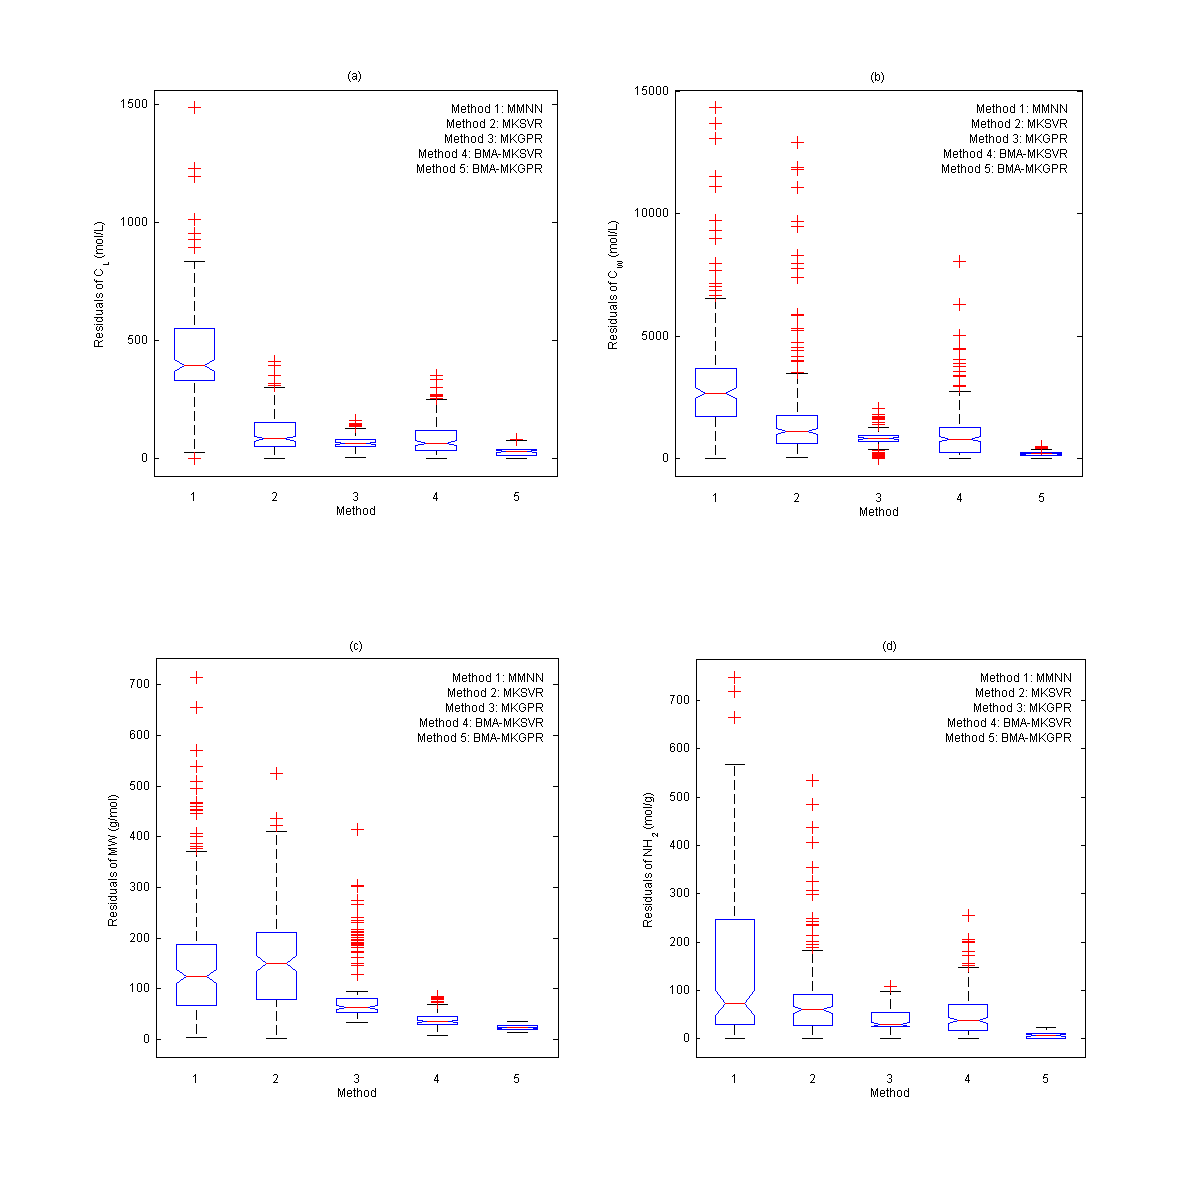 (a)
1500
1000
500
0
Residuals of C L (mol/L)
Method 1: MMNN
Method 2: MKSVR
Method 3: MKGPR
Method 4: BMA-MKSVR
Method 5: BMA-MKGPR
1 2 3 4 5
Method
(b)
15000
10000
5000
0
Residuals of C W (mol/L)
Method 1: MMNN
Method 2: MKSVR
Method 3: MKGPR
Method 4: BMA-MKSVR
Method 5: BMA-MKGPR
1 2 3 4 5
Method
(c)
700
600
500
400
300
200
100
0
Residuals of MW (g/mol)
Method 1: MMNN
Method 2: MKSVR
Method 3: MKGPR
Method 4: BMA-MKSVR
Method 5: BMA-MKGPR
1 2 3 4 5
Method
(d)
700
600
500
400
300
200
100
0
Residuals of NH 2 (mol/g)
Method 1: MMNN
Method 2: MKSVR
Method 3: MKGPR
Method 4: BMA-MKSVR
Method 5: BMA-MKGPR
1 2 3 4 5
Method